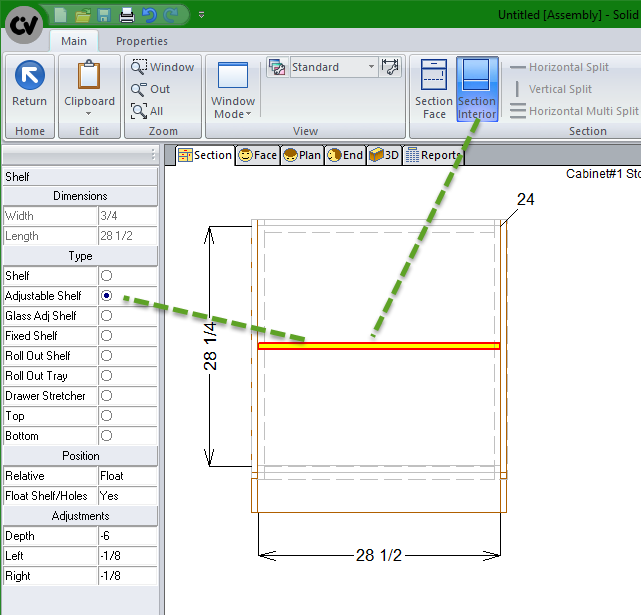 CV
Untitled [Assembly] - Solid
Main
Properties
Return
Home
Clipboard
Edit
Window
Out
All
Zoom
Window
Mode
Standard
View
Section
Face
Section
Interior
Horizontal Split
Vertical Split
Horizontal Multi Split
Section
Section
Face
Plan
End
3D
Reports
Shelf
Dimensions
Width 3/4
Length 28 1/2
Type
Shelf
Adjustable Shelf
Glass Adj Shelf
Fixed Shelf
Roll Out Shelf
Roll Out Tray
Drawer Stretcher
Top
Bottom
Position
Relative Float
Float Shelf/Holes Yes
Adjustments
Depth -6
Left -1/8
Right -1/8
Cabinet#1 Sto
24
28 1/4
28 1/2